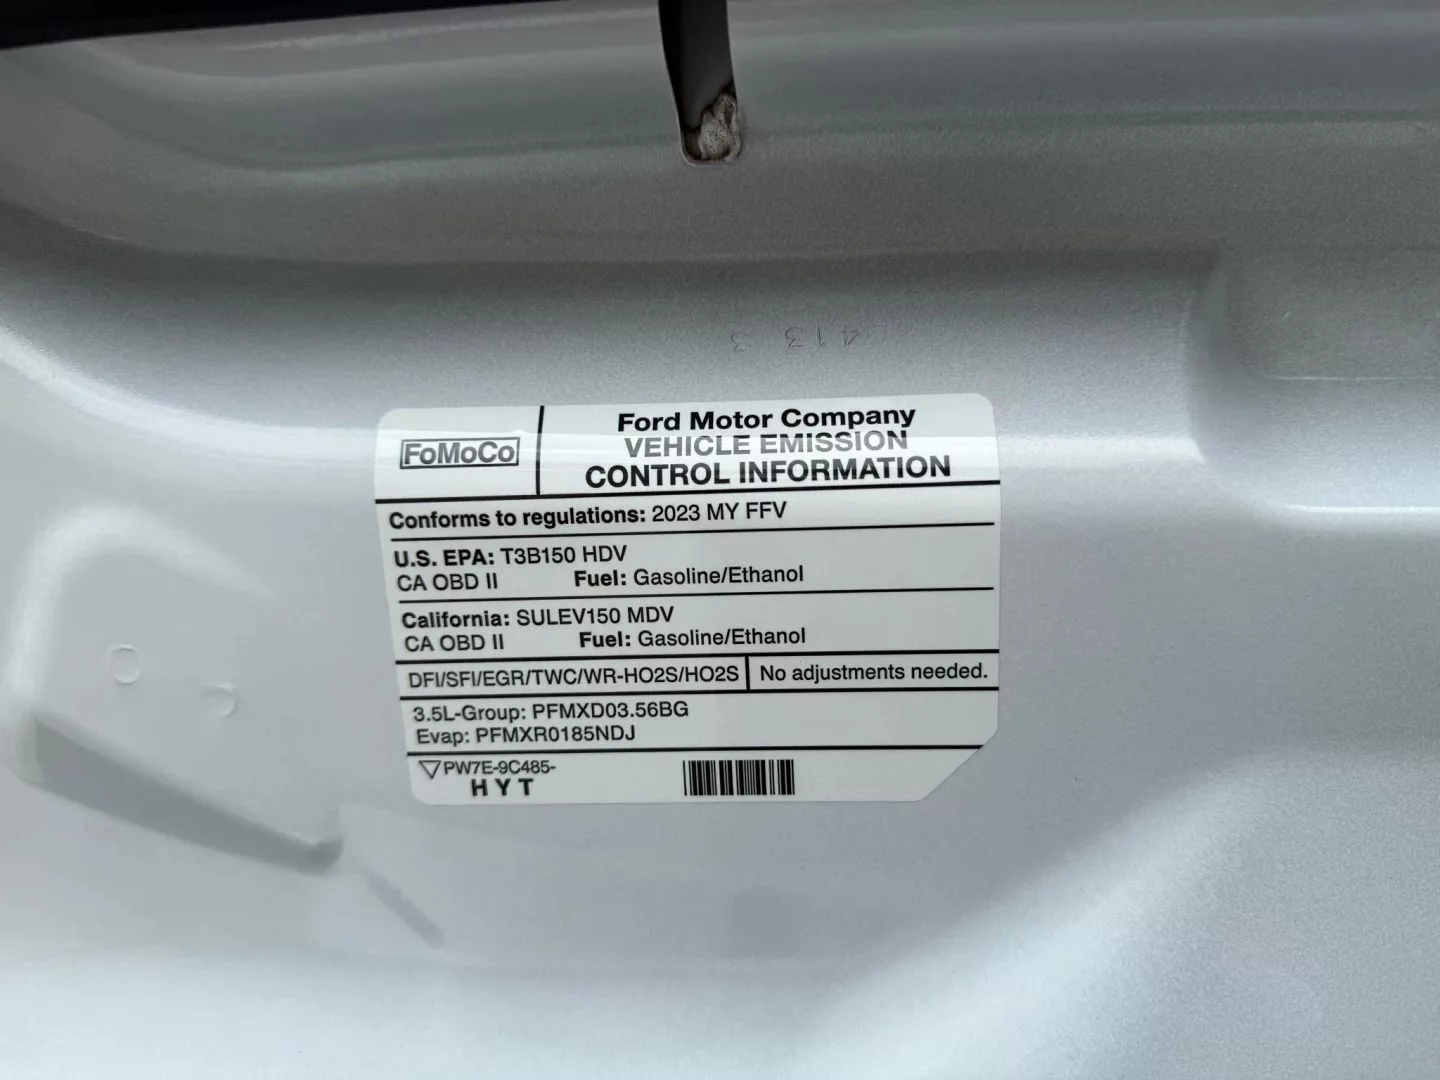 413 3
FoMoCo
Ford Motor Company
VEHICLE EMISSION
CONTROL INFORMATION
Conforms to regulations: 2023 MY FFV
U.S. EPA: T3B150 HDV
CA OBD II Fuel: Gasoline/Ethanol
California: SULEV150 MDV
CA OBD II Fuel: Gasoline/Ethanol
DFI/SFI/EGR/TWC/WR-HO2S/HO2S No adjustments needed.
3.5L-Group: PFMXD03.56BG
Evap: PFMXR0185NDJ
PW7E-9C485-
HYT